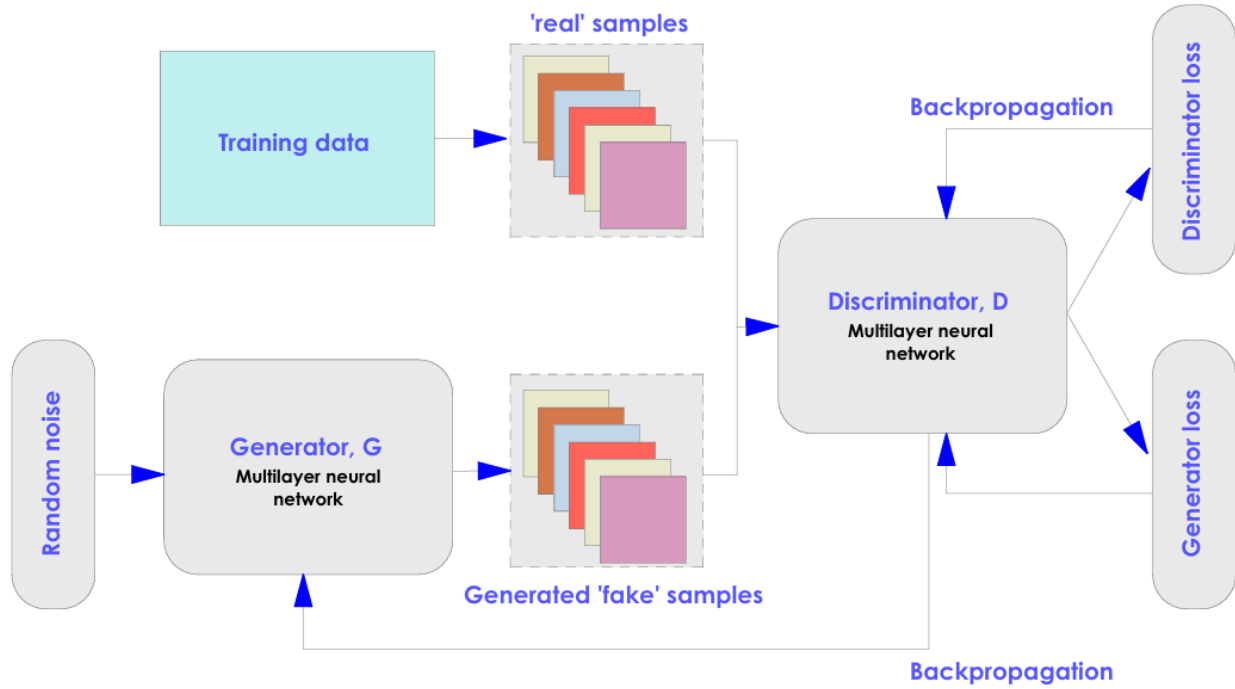 'real' samples
Training data
Backpropagation
Discriminator loss
Discriminator, D
Multilayer neural
network
Random noise
Generator, G
Multilayer neural
network
Generated 'fake' samples
Generator loss
Backpropagation